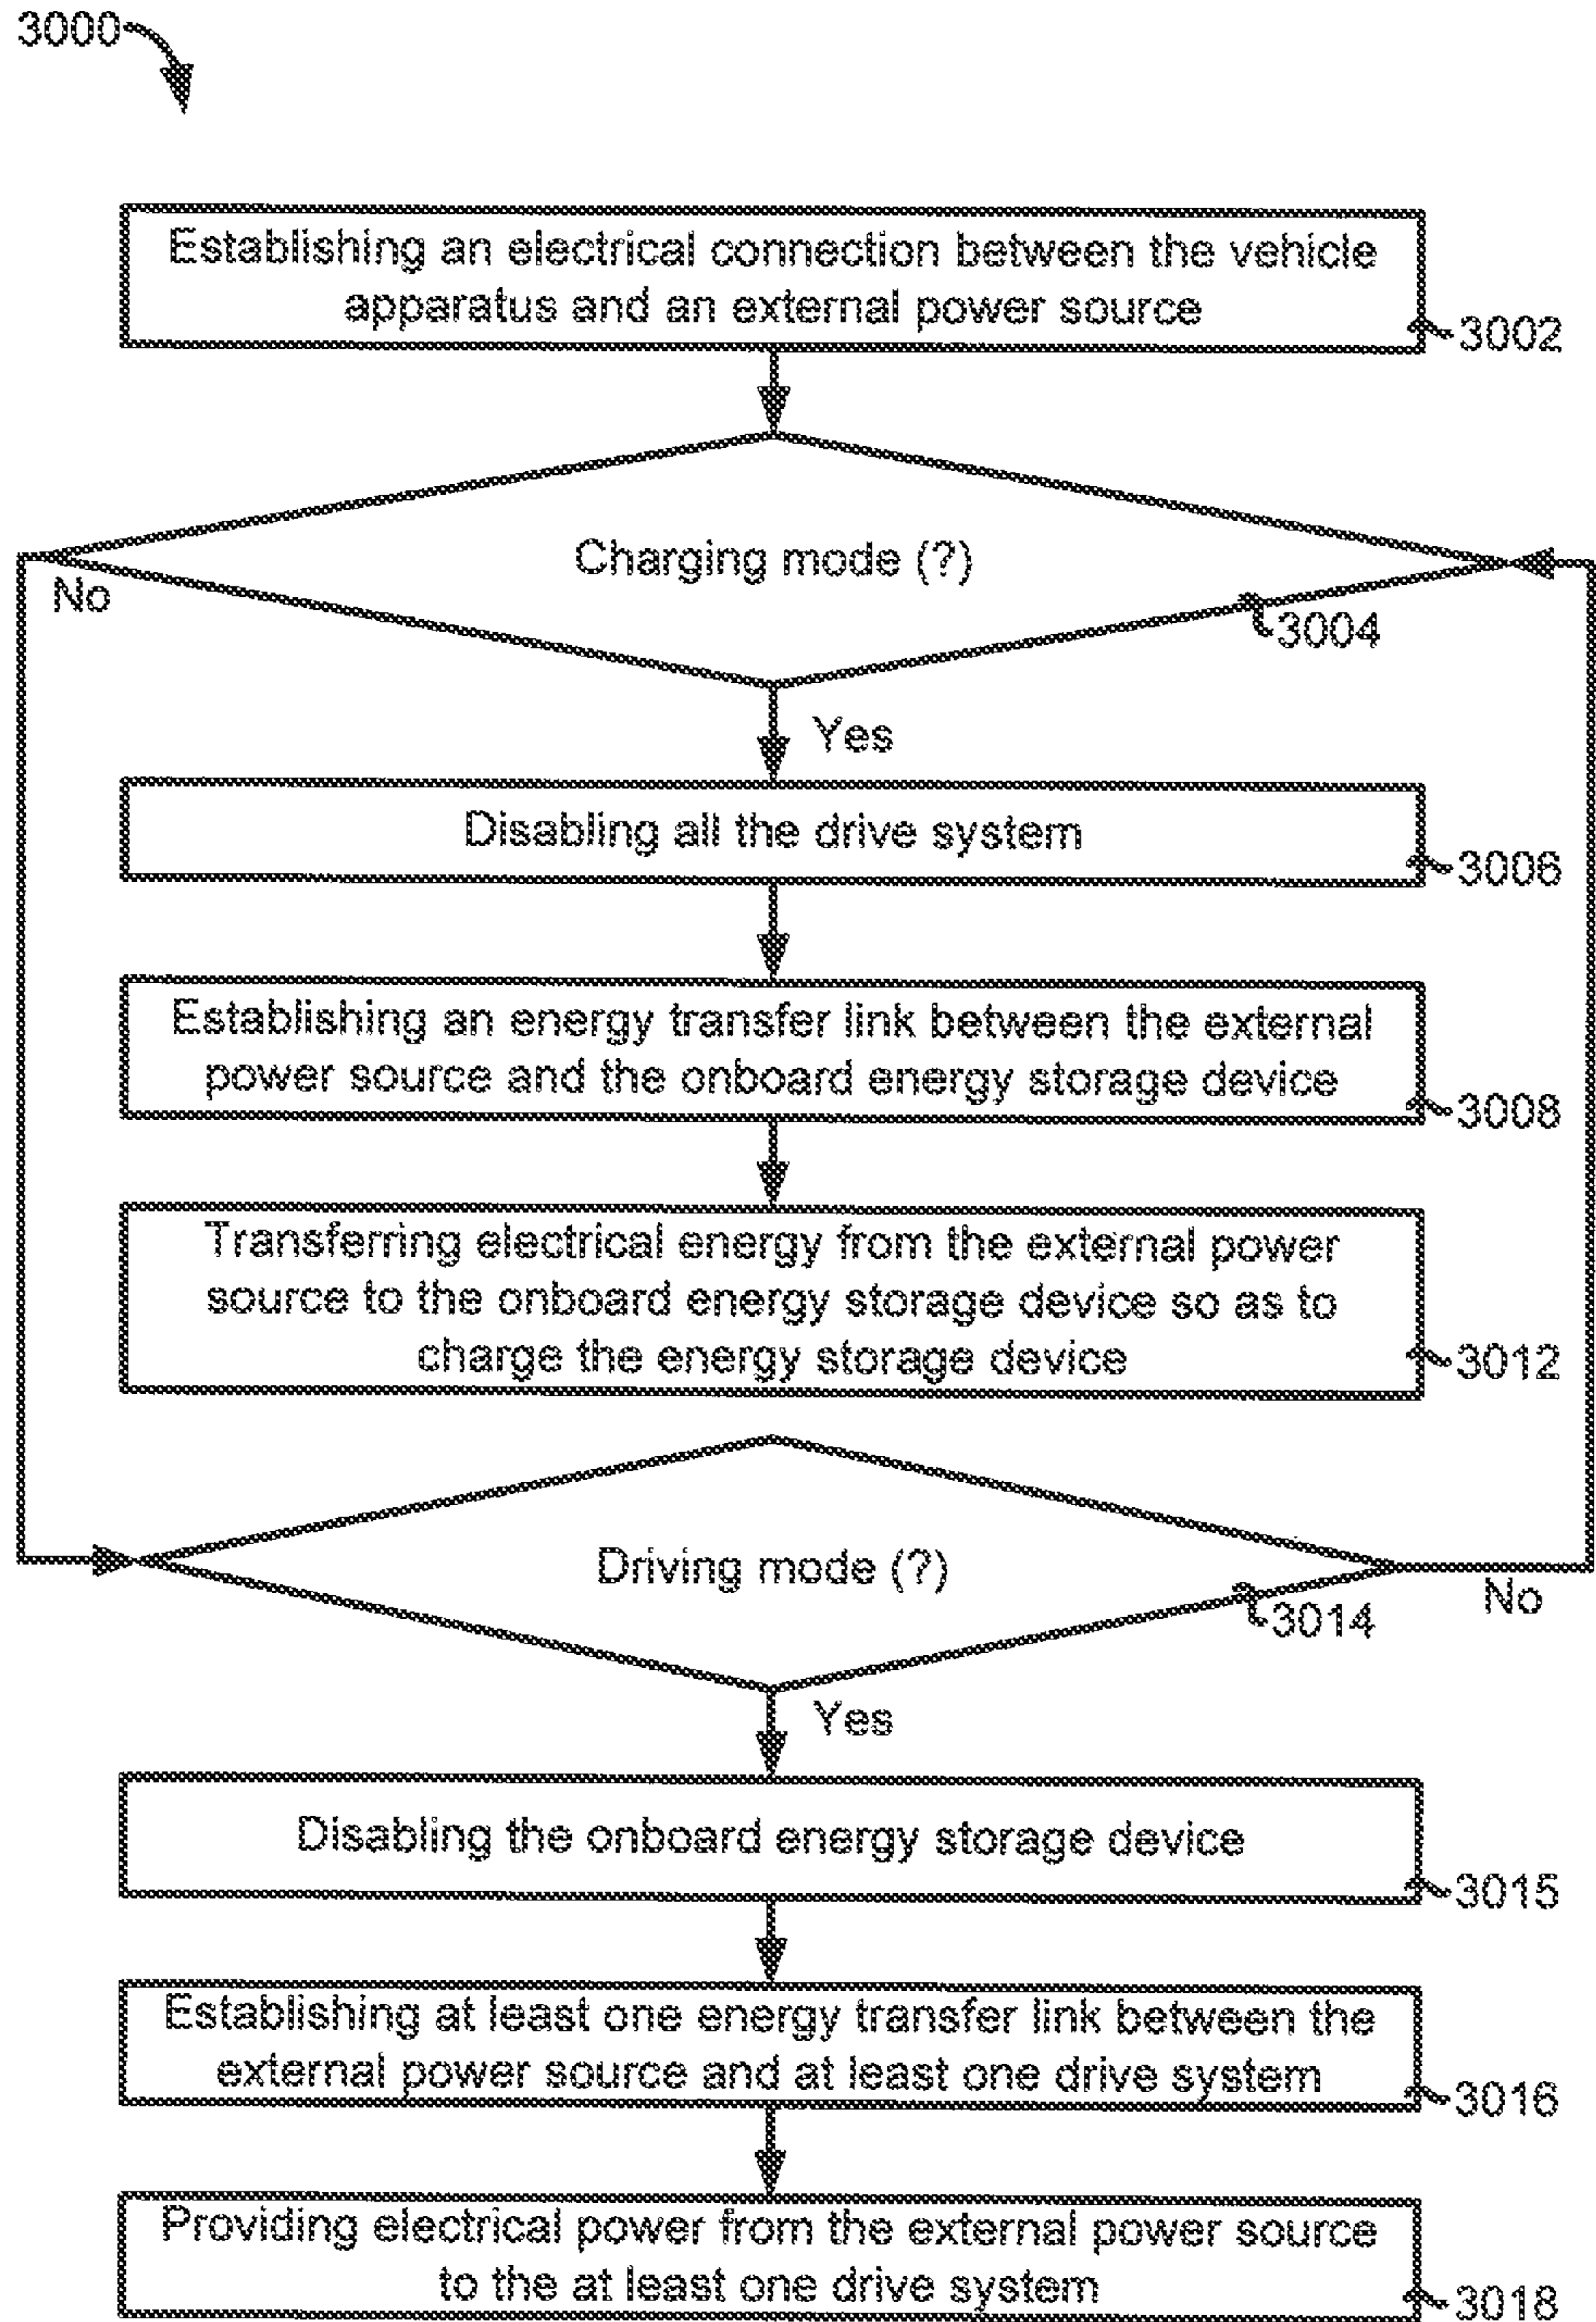 3000
Establishing an electrical connection between the vehicle
apparatus and an external power source
3002
Charging mode (?)
No
3004
Yes
Disabling all the drive system
3006
Establishing an energy transfer link between the external
power source and the onboard energy storage device
3008
Transferring electrical energy from the external power
source to the onboard energy storage device so as to
charge the energy storage device
3012
Driving mode (?)
3014
No
Yes
Disabling the onboard energy storage device
3015
Establishing at least one energy transfer link between the
external power source and at least one drive system
3016
Providing electrical power from the external power source
to the at least one drive system
3018